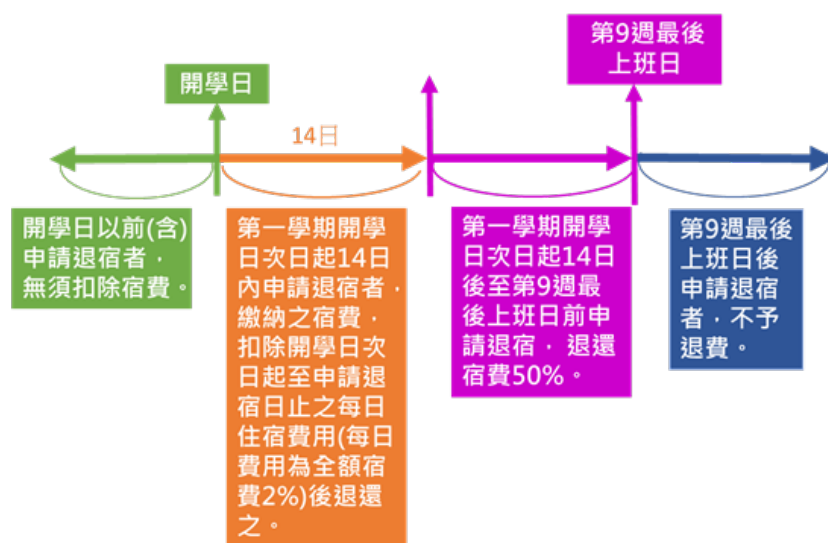 開學日
第9週最後
上班日
14日
開學日以前(含)
申請退宿者，
無須扣除宿費。
第一學期開學
日次日起14日
內申請退宿者，
繳納之宿費，
扣除開學日次
日起至申請退
宿日止之每日
住宿費用(每日
費用為全額宿
費2%)後退還
之。
第一學期開學
日次日起14日
後至第9週最
後上班日前申
請退宿，退還
宿費50%。
第9週最後
上班日後
申請退宿
者，不予
退費。